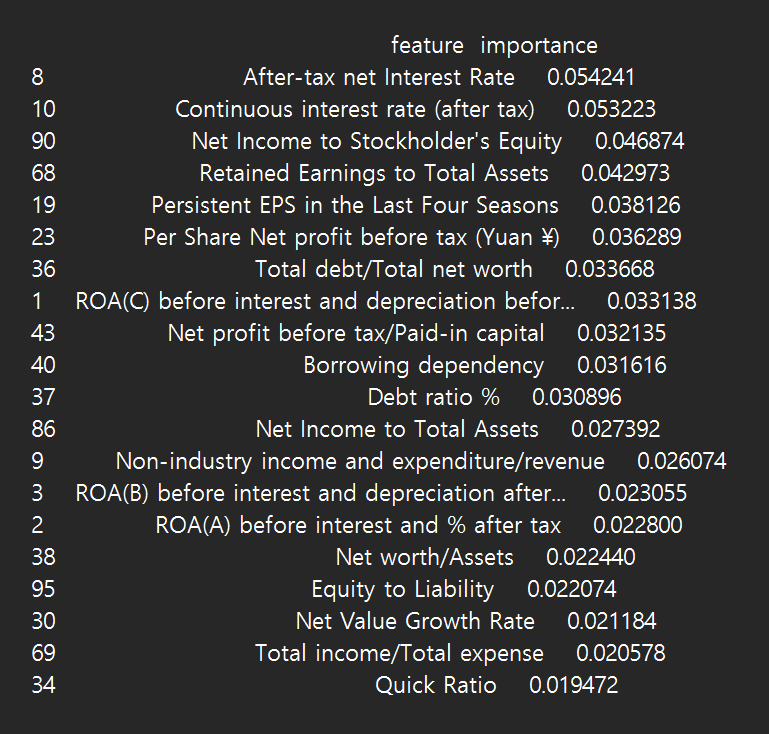 feature importance
8 After-tax net Interest Rate 0.054241
10 Continuous interest rate (after tax) 0.053223
90 Net Income to Stockholder's Equity 0.046874
68 Retained Earnings to Total Assets 0.042973
19 Persistent EPS in the Last Four Seasons 0.038126
23 Per Share Net profit before tax (Yuan ¥) 0.036289
36 Total debt/Total net worth 0.033668
1 ROA(C) before interest and depreciation befor... 0.033138
43 Net profit before tax/Paid-in capital 0.032135
40 Borrowing dependency 0.031616
37 Debt ratio % 0.030896
86 Net Income to Total Assets 0.027392
9 Non-industry income and expenditure/revenue 0.026074
3 ROA(B) before interest and depreciation after... 0.023055
2 ROA(A) before interest and % after tax 0.022800
38 Net worth/Assets 0.022440
95 Equity to Liability 0.022074
30 Net Value Growth Rate 0.021184
69 Total income/Total expense 0.020578
34 Quick Ratio 0.019472